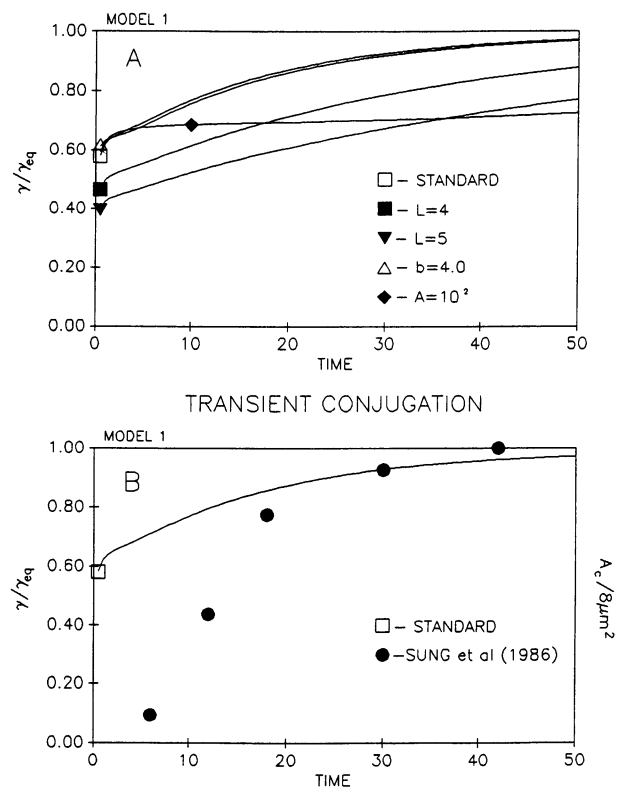 MODEL 1
1.00
A
0.80
0.60
γ/γeq
0.40
0.20
0.00
□ – STANDARD
■ – L=4
▼ – L=5
△ – b=4.0
◆ – A=10²
0 10 20 30 40 50
TIME
TRANSIENT CONJUGATION
MODEL 1
1.00
B
0.80
0.60
γ/γeq
0.40
0.20
0.00
Ac/8μm²
□ – STANDARD
● –SUNG et al (1986)
0 10 20 30 40 50
TIME